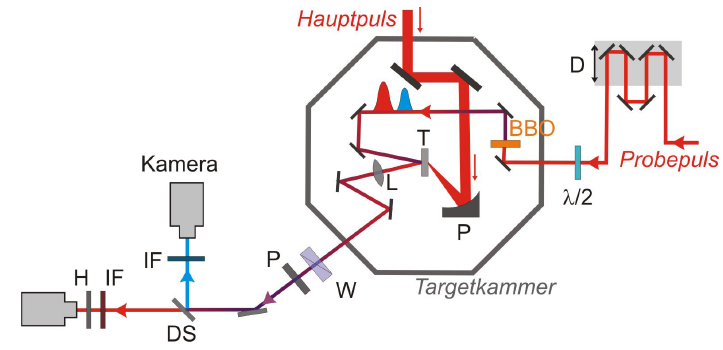 Hauptpuls
D
T
BBO
Probepuls
Kamera
L
λ/2
P
IF
P
H IF
W
Targetkammer
DS